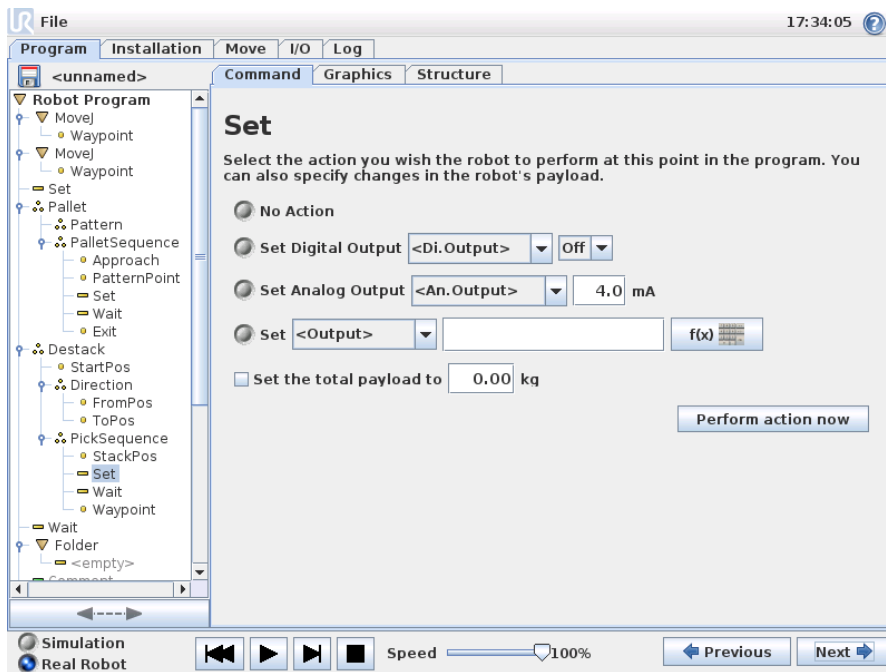 UR File 17:34:05 ?
Program Installation Move I/O Log
<unnamed> Command Graphics Structure
Robot Program
MoveJ
Waypoint
MoveJ
Waypoint
Set
Pallet
Pattern
PalletSequence
Approach
PatternPoint
Set
Wait
Exit
Destack
StartPos
Direction
FromPos
ToPos
PickSequence
StackPos
Set
Wait
Waypoint
Wait
Folder
<empty>
Comment
Set
Select the action you wish the robot to perform at this point in the program. You
can also specify changes in the robot's payload.
No Action
Set Digital Output <Di.Output> Off
Set Analog Output <An.Output> 4.0 mA
Set <Output> f(x)
Set the total payload to 0.00 kg
Perform action now
Simulation
Real Robot
Speed 100%
Previous Next